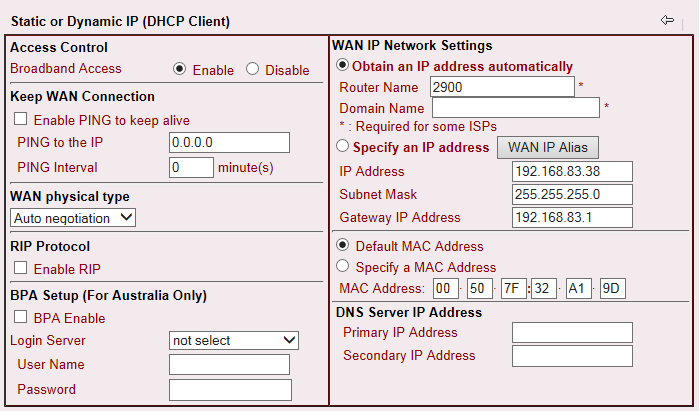 Static or Dynamic IP (DHCP Client)
Access Control
Broadband Access Enable Disable
Keep WAN Connection
Enable PING to keep alive
PING to the IP 0.0.0.0
PING Interval 0 minute(s)
WAN physical type
Auto negotiation
RIP Protocol
Enable RIP
BPA Setup (For Australia Only)
BPA Enable
Login Server not select
User Name
Password
WAN IP Network Settings
Obtain an IP address automatically
Router Name 2900 *
Domain Name *
* : Required for some ISPs
Specify an IP address WAN IP Alias
IP Address 192.168.83.38
Subnet Mask 255.255.255.0
Gateway IP Address 192.168.83.1
Default MAC Address
Specify a MAC Address
MAC Address: 00 · 50 · 7F : 32 · A1 · 9D
DNS Server IP Address
Primary IP Address
Secondary IP Address